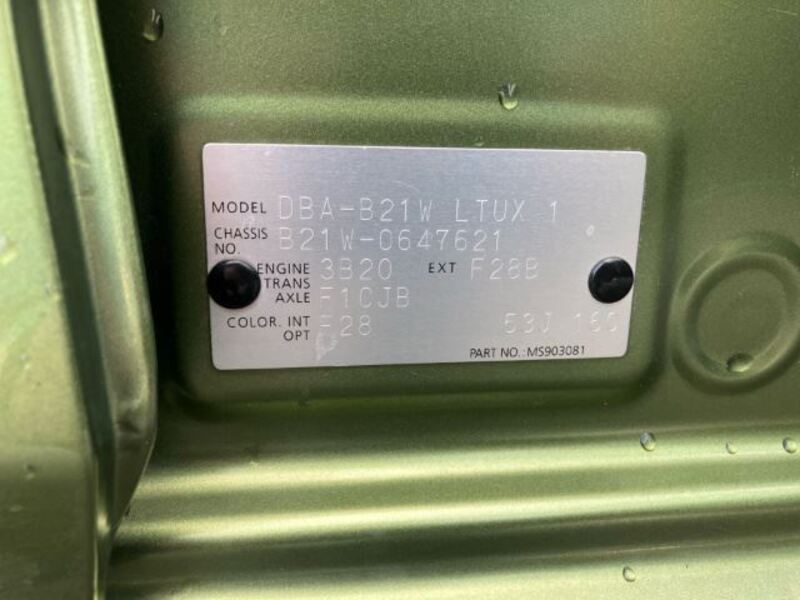 MODEL DBA-B21W LTUX 1
CHASSIS NO. B21W-0647621
ENGINE 3B20 EXT F28B
TRANS AXLE F1CJB
COLOR. INT OPT F28 53J 160
PART NO.: MS903081